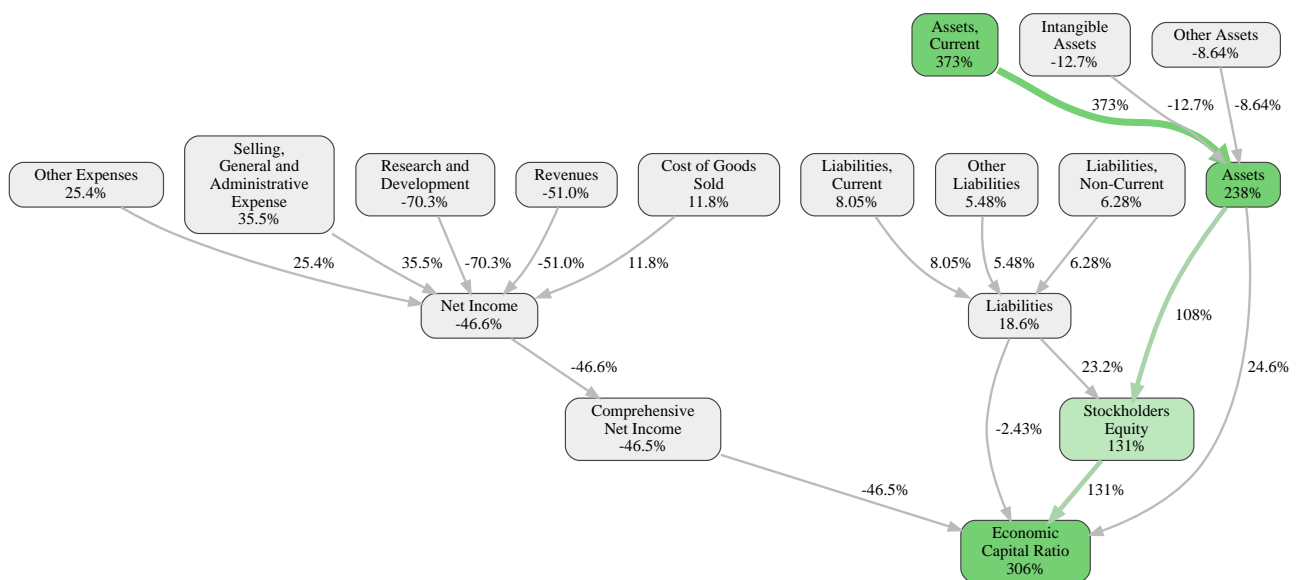 Assets,
Current
373%
Intangible
Assets
-12.7%
Other Assets
-8.64%
373%
-12.7%
-8.64%
Other Expenses
25.4%
Selling,
General and
Administrative
Expense
35.5%
Research and
Development
-70.3%
Revenues
-51.0%
Cost of Goods
Sold
11.8%
Liabilities,
Current
8.05%
Other
Liabilities
5.48%
Liabilities,
Non-Current
6.28%
Assets
238%
25.4%
35.5%
-70.3%
-51.0%
11.8%
8.05%
5.48%
6.28%
Net Income
-46.6%
Liabilities
18.6%
108%
-46.6%
23.2%
24.6%
Comprehensive
Net Income
-46.5%
-2.43%
Stockholders
Equity
131%
-46.5%
131%
Economic
Capital Ratio
306%